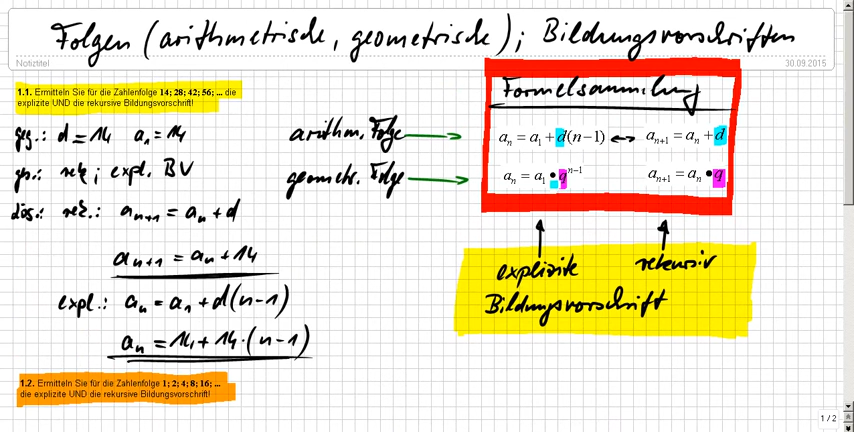 Folgen (arithmetrische, geometrische); Bildungsvorschriften
Notiztitel
30.09.2015
1.1. Ermitteln Sie für die Zahlenfolge 14; 28; 42; 56; ... die
explizite UND die rekursive Bildungsvorschrift!
geg.: d = 14 a₁ = 14
ges.: rek.; expl. BV
Lös.: rek.: aₙ₊₁ = aₙ + d
aₙ₊₁ = aₙ + 14
expl.: aₙ = a₁ + d(n-1)
aₙ = 14 + 14·(n-1)
1.2. Ermitteln Sie für die Zahlenfolge 1; 2; 4; 8; 16; ...
die explizite UND die rekursive Bildungsvorschrift!
Formelsammlung
arithm. Folge → aₙ = a₁ + d(n−1) ↔ aₙ₊₁ = aₙ + d
geometr. Folge → aₙ = a₁ • qⁿ⁻¹ aₙ₊₁ = aₙ • q
explizite rekursiv
Bildungsvorschrift
1 / 2